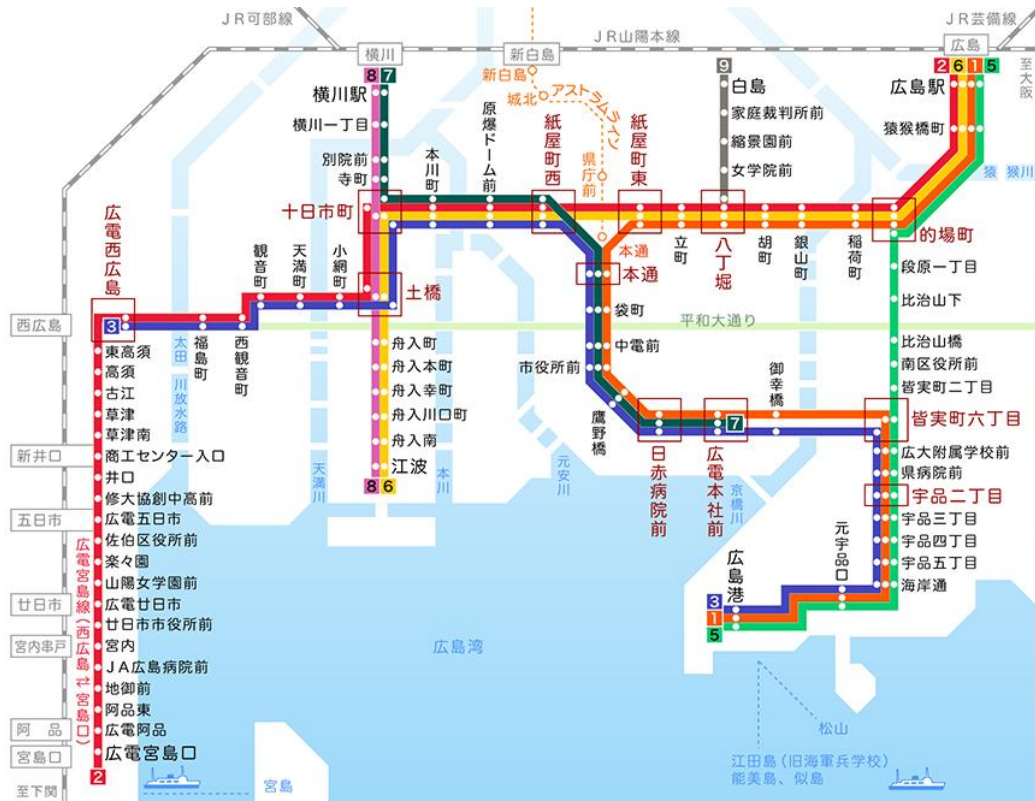 JR可部線
JR芸備線
横川
新白島
JR山陽本線
広島
至大阪
8 7
9
2 6 1 5
横川駅
新白島
白島
広島駅
城北
アストラムライン
横川一丁目
家庭裁判所前
猿猴橋町
別院前
縮景園前
寺町
県庁前
女学院前
猿猴川
本川町
原爆ドーム前
紙屋町西
紙屋町東
十日市町
本通
立町
八丁堀
胡町
銀山町
稲荷町
的場町
広電西広島
観音町
天満町
小網町
土橋
本通
段原一丁目
袋町
比治山下
西広島
3
平和大通り
東高須
太田川放水路
福島町
西観音町
舟入町
中電前
比治山橋
高須
舟入本町
市役所前
御幸橋
南区役所前
古江
舟入幸町
皆実町二丁目
草津
舟入川口町
鷹野橋
7
皆実町六丁目
草津南
舟入南
新井口
商工センター入口
江波
広大附属学校前
井口
天満川
本川
元安川
日赤病院前
広電本社前
京橋川
県病院前
8 6
修大協創中高前
宇品二丁目
五日市
広電五日市
宇品三丁目
佐伯区役所前
宇品四丁目
楽々園
元宇品口
宇品五丁目
山陽女学園前
広島港
海岸通
廿日市
広電廿日市
3
廿日市市役所前
1
5
宮内串戸
宮内
広島湾
JA広島病院前
広電宮島線(西広島⇄宮島口)
地御前
阿品東
阿品
広電阿品
松山
宮島口
広電宮島口
江田島(旧海軍兵学校)
2
能美島、似島
宮島
至下関